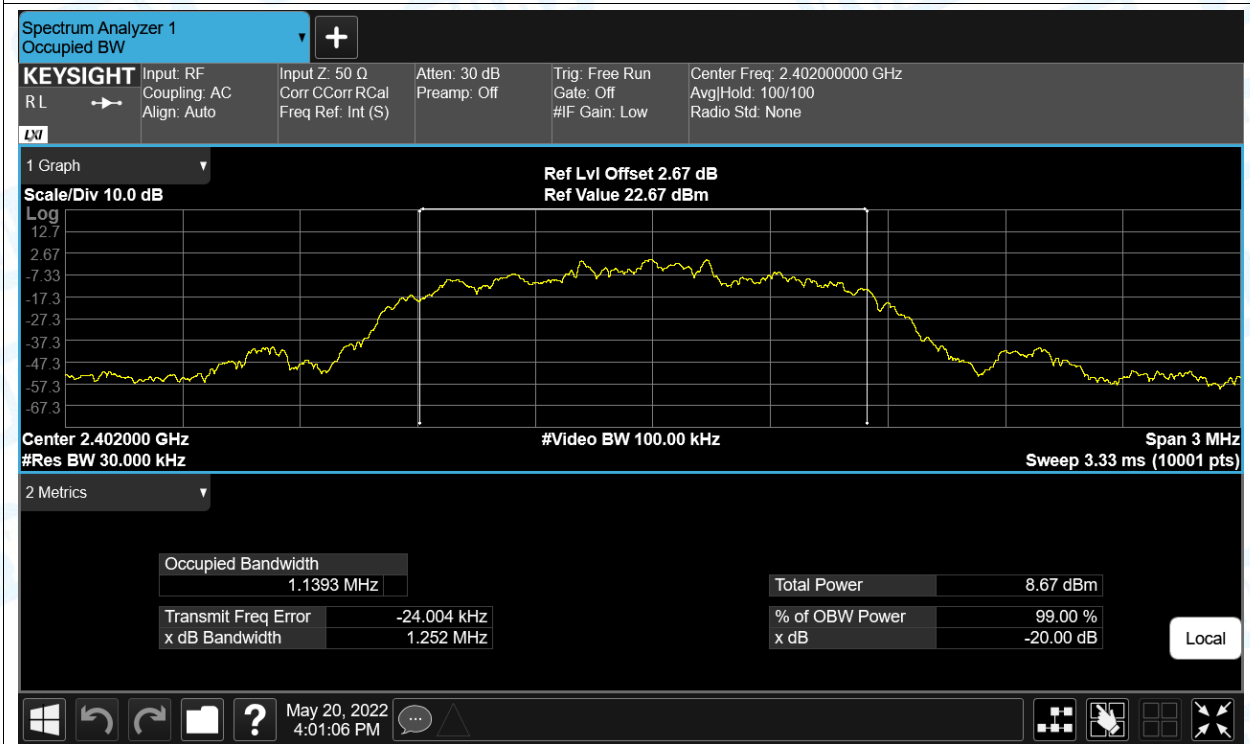 Spectrum Analyzer 1
Occupied BW
KEYSIGHT
R L
LXI
Input: RF
Coupling: AC
Align: Auto
Input Z: 50 Ω
Corr CCorr RCal
Freq Ref: Int (S)
Atten: 30 dB
Preamp: Off
Trig: Free Run
Gate: Off
#IF Gain: Low
Center Freq: 2.402000000 GHz
Avg|Hold: 100/100
Radio Std: None
1 Graph
Scale/Div 10.0 dB
Ref Lvl Offset 2.67 dB
Ref Value 22.67 dBm
Log
12.7
2.67
-7.33
-17.3
-27.3
-37.3
-47.3
-57.3
-67.3
Center 2.402000 GHz
#Video BW 100.00 kHz
Span 3 MHz
#Res BW 30.000 kHz
Sweep 3.33 ms (10001 pts)
2 Metrics
Occupied Bandwidth
1.1393 MHz
Total Power 8.67 dBm
Transmit Freq Error -24.004 kHz
% of OBW Power 99.00 %
x dB Bandwidth 1.252 MHz
x dB -20.00 dB
Local
?
May 20, 2022
4:01:06 PM